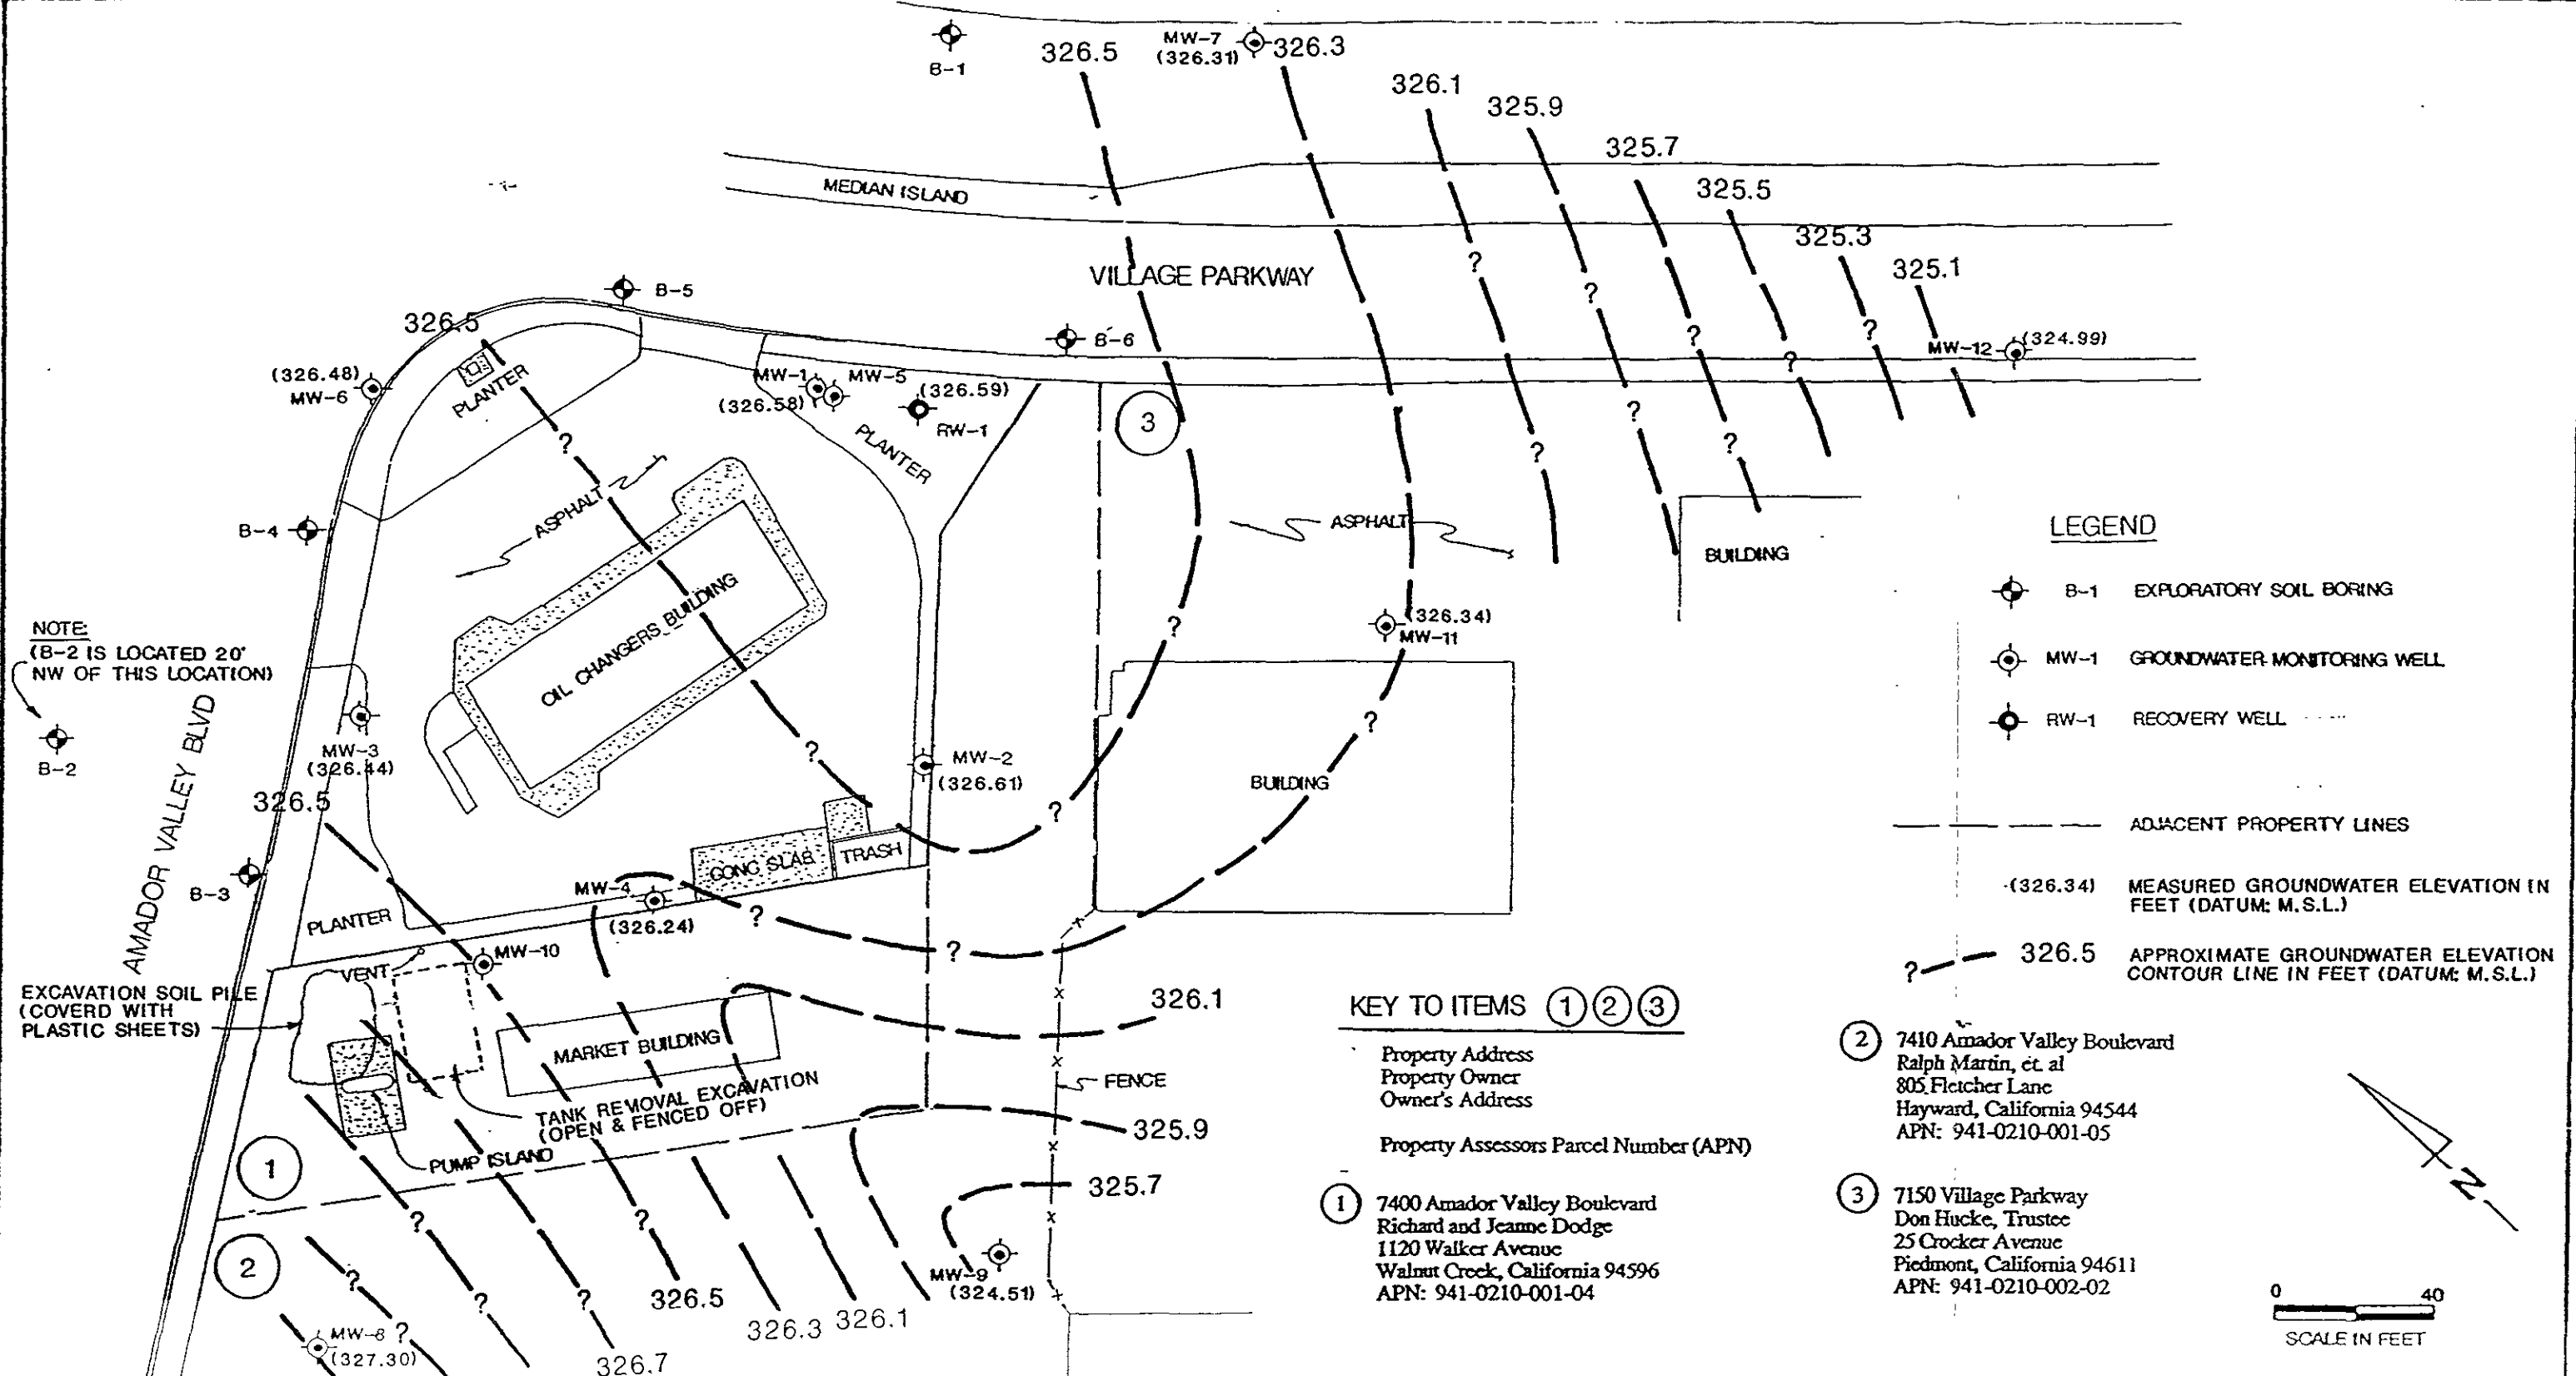 326.5
MW-7
(326.31)
326.3
B-1
326.1
325.9
325.7
325.5
325.3
325.1
MEDIAN ISLAND
VILLAGE PARKWAY
B-5
B-6
326.5
(326.48)
MW-6
PLANTER
MW-1
MW-5
(326.58)
(326.59)
RW-1
PLANTER
MW-12
(324.99)
3
?
?
?
?
?
?
?
?
?
?
?
ASPHALT
ASPHALT
BUILDING
B-4
OIL CHANGERS BUILDING
NOTE:
(B-2 IS LOCATED 20'
NW OF THIS LOCATION)
B-2
AMADOR VALLEY BLVD
MW-3
(326.44)
326.5
B-3
?
MW-2
(326.61)
?
(326.34)
MW-11
?
BUILDING
?
CONC SLAB
TRASH
MW-4
(326.24)
?
?
PLANTER
VENT
MW-10
EXCAVATION SOIL PILE
(COVERD WITH
PLASTIC SHEETS)
MARKET BUILDING
326.1
TANK REMOVAL EXCAVATION
(OPEN & FENCED OFF)
FENCE
325.9
PUMP ISLAND
1
325.7
2
?
?
?
?
?
?
MW-9
(324.51)
326.5
326.3
326.1
MW-8
(327.30)
326.7
LEGEND
B-1 EXPLORATORY SOIL BORING
MW-1 GROUNDWATER MONITORING WELL
RW-1 RECOVERY WELL
ADJACENT PROPERTY LINES
(326.34) MEASURED GROUNDWATER ELEVATION IN
FEET (DATUM: M.S.L.)
? 326.5 APPROXIMATE GROUNDWATER ELEVATION
CONTOUR LINE IN FEET (DATUM: M.S.L.)
KEY TO ITEMS 1 2 3
Property Address
Property Owner
Owner's Address
Property Assessors Parcel Number (APN)
1 7400 Amador Valley Boulevard
Richard and Jeanne Dodge
1120 Walker Avenue
Walnut Creek, California 94596
APN: 941-0210-001-04
2 7410 Amador Valley Boulevard
Ralph Martin, et. al
805 Fletcher Lane
Hayward, California 94544
APN: 941-0210-001-05
3 7150 Village Parkway
Don Hucke, Trustee
25 Crocker Avenue
Piedmont, California 94611
APN: 941-0210-002-02
N
0 40
SCALE IN FEET